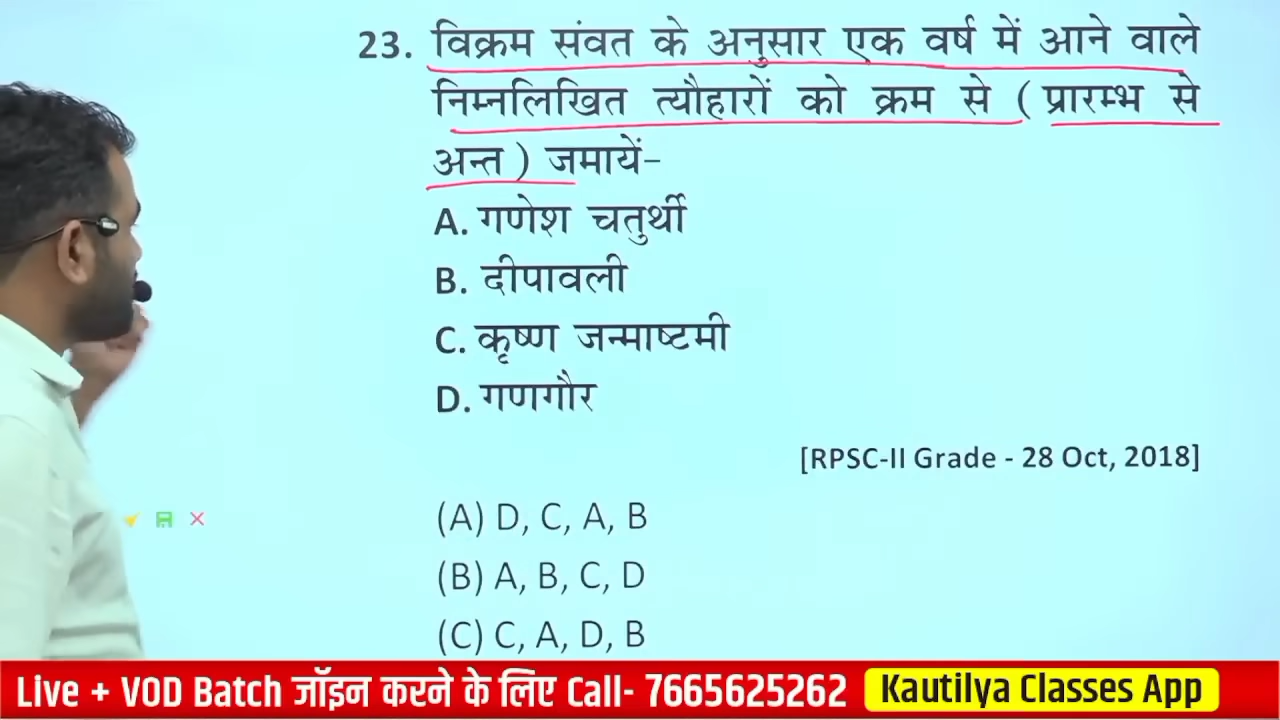 23. विक्रम संवत के अनुसार एक वर्ष में आने वाले
निम्नलिखित त्यौहारों को क्रम से (प्रारम्भ से
अन्त) जमायें-
A. गणेश चतुर्थी
B. दीपावली
C. कृष्ण जन्माष्टमी
D. गणगौर
[RPSC-II Grade - 28 Oct, 2018]
(A) D, C, A, B
(B) A, B, C, D
(C) C, A, D, B
Live + VOD Batch जॉइन करने के लिए Call- 7665625262 Kautilya Classes App